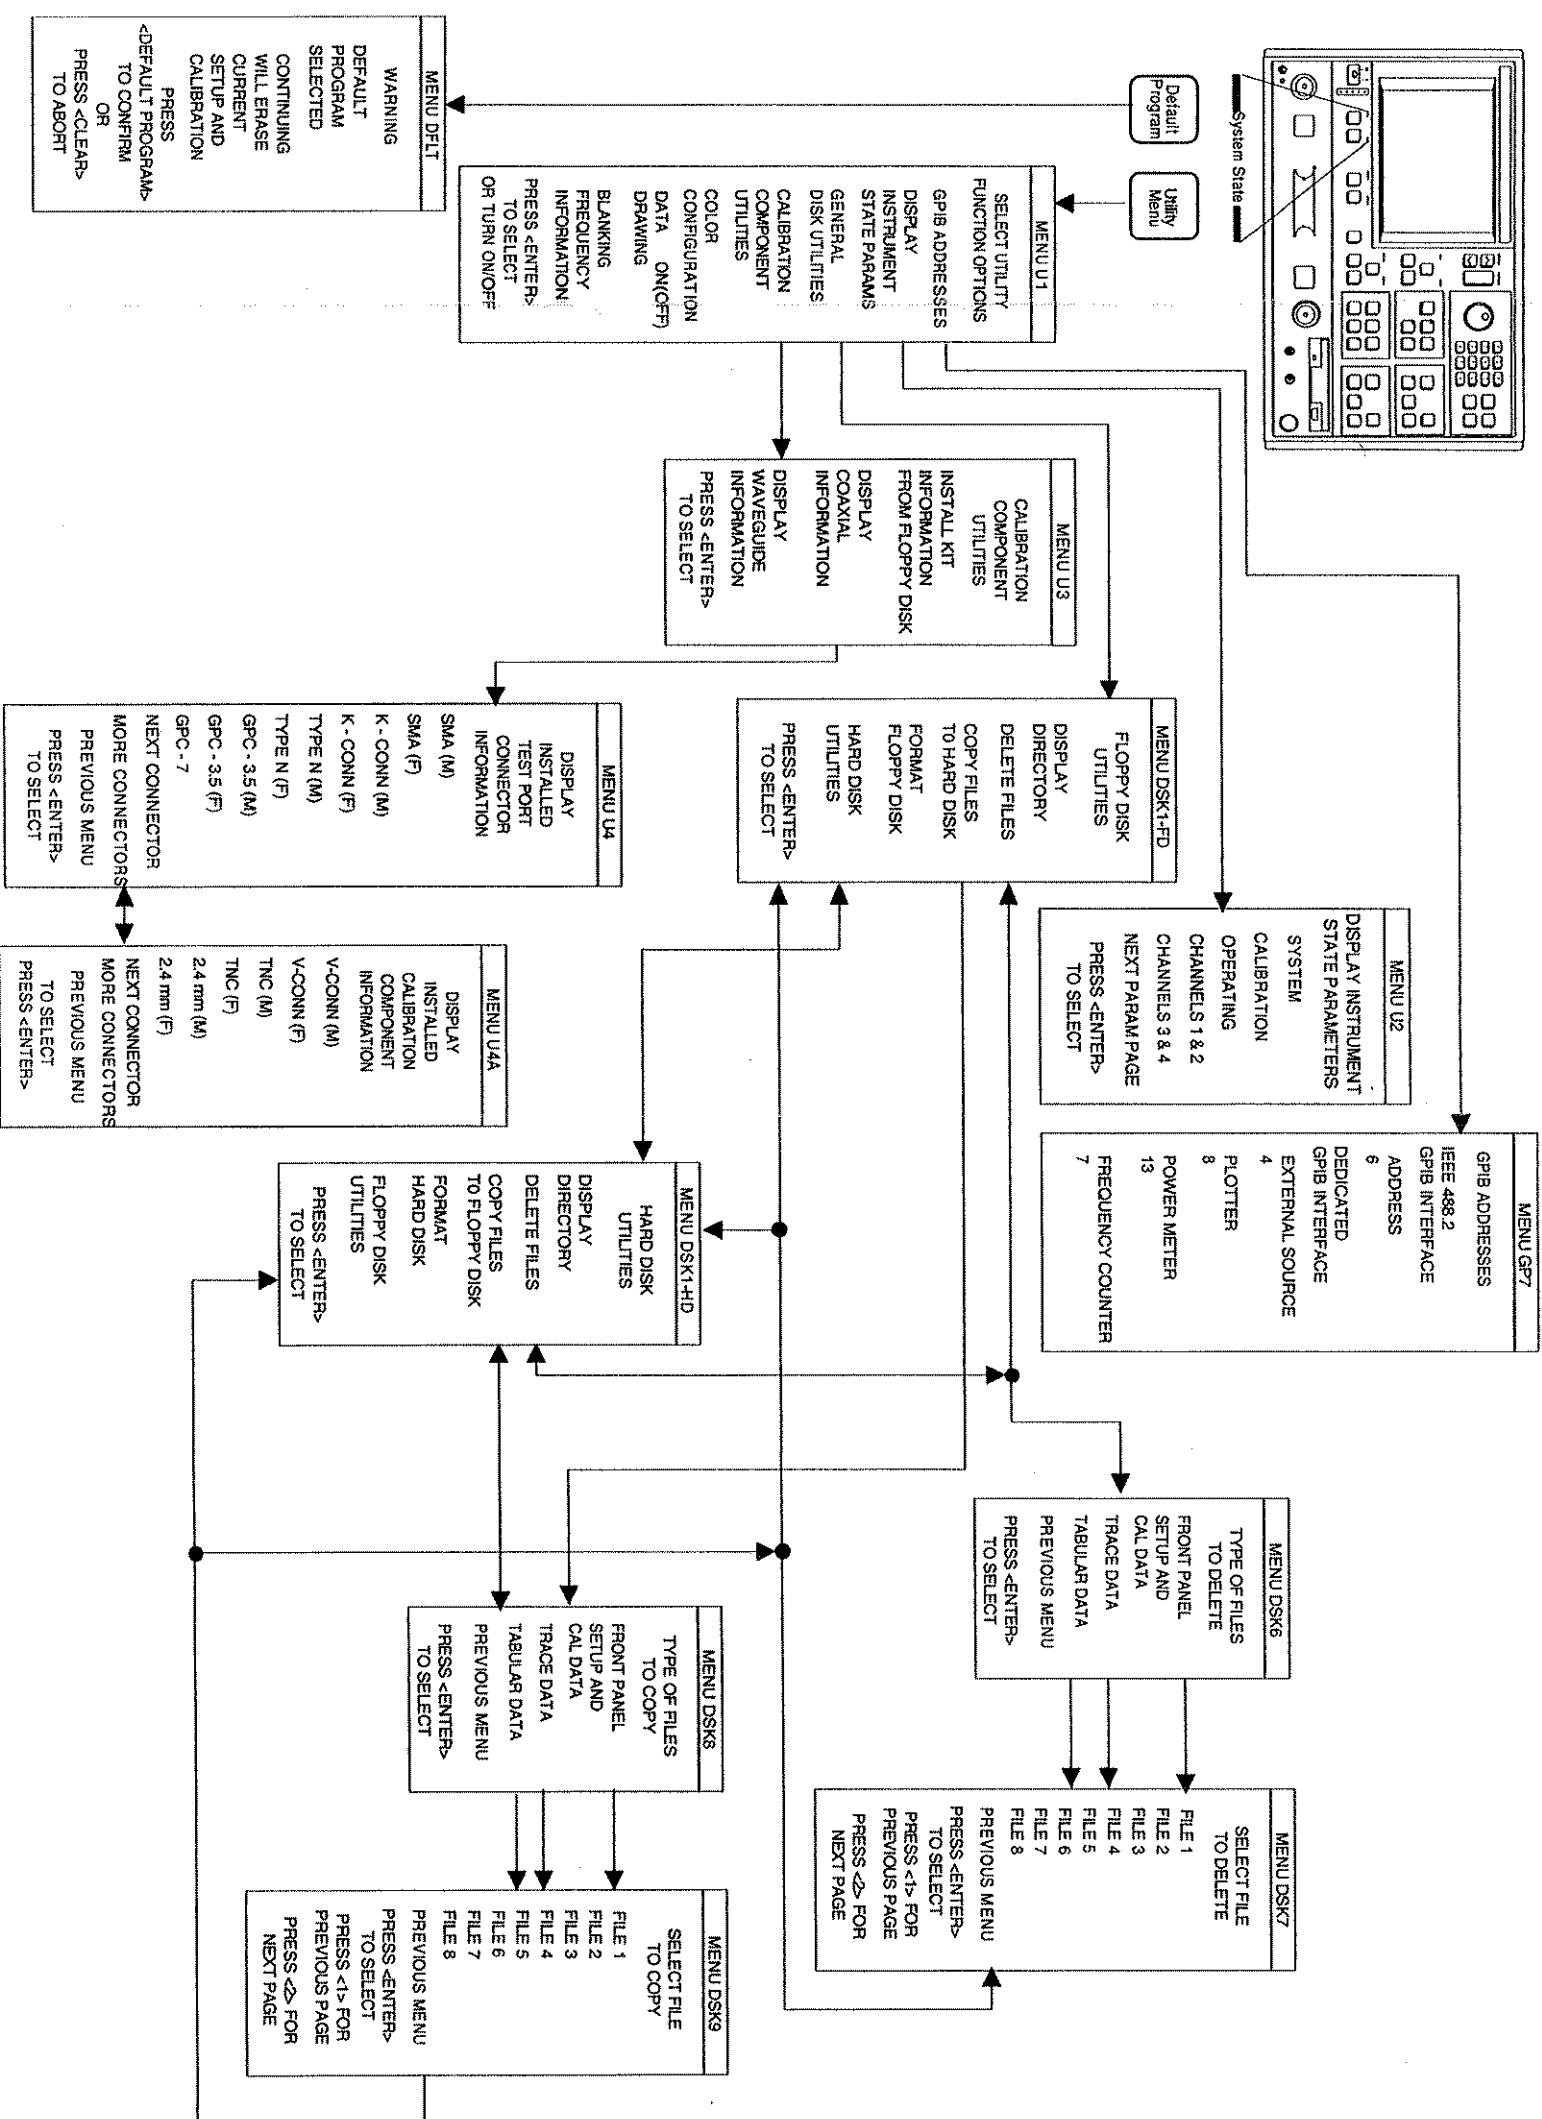 System State
Default
Program
Utility
Menu
MENU DFLT
WARNING
DEFAULT
PROGRAM
SELECTED
CONTINUING
WILL ERASE
CURRENT
SETUP AND
CALIBRATION
PRESS
<DEFAULT PROGRAM>
TO CONFIRM
OR
PRESS <CLEAR>
TO ABORT
MENU U1
SELECT UTILITY
FUNCTION OPTIONS
GPIB ADDRESSES
DISPLAY
INSTRUMENT
STATE PARAMS
GENERAL
DISK UTILITIES
CALIBRATION
COMPONENT
UTILITIES
COLOR
CONFIGURATION
DATA ON(OFF)
DRAWING
BLANKING
FREQUENCY
INFORMATION
PRESS <ENTER>
TO SELECT
OR TURN ON/OFF
MENU U3
CALIBRATION
COMPONENT
UTILITIES
INSTALL KIT
INFORMATION
FROM FLOPPY DISK
DISPLAY
COAXIAL
INFORMATION
DISPLAY
WAVEGUIDE
INFORMATION
PRESS <ENTER>
TO SELECT
MENU U4
DISPLAY
INSTALLED
TEST PORT
CONNECTOR
INFORMATION
SMA (M)
SMA (F)
K - CONN (M)
K - CONN (F)
TYPE N (M)
TYPE N (F)
GPC - 3.5 (M)
GPC - 3.5 (F)
GPC - 7
NEXT CONNECTOR
MORE CONNECTORS
PREVIOUS MENU
PRESS <ENTER>
TO SELECT
MENU U4A
DISPLAY
INSTALLED
CALIBRATION
COMPONENT
INFORMATION
V-CONN (M)
V-CONN (F)
TNC (M)
TNC (F)
2.4 mm (M)
2.4 mm (F)
NEXT CONNECTOR
MORE CONNECTORS
PREVIOUS MENU
TO SELECT
PRESS <ENTER>
MENU DSK1-FD
FLOPPY DISK
UTILITIES
DISPLAY
DIRECTORY
DELETE FILES
COPY FILES
T0 HARD DISK
FORMAT
FLOPPY DISK
HARD DISK
UTILITIES
PRESS <ENTER>
TO SELECT
MENU U2
DISPLAY INSTRUMENT
STATE PARAMETERS
SYSTEM
CALIBRATION
OPERATING
CHANNELS 1 & 2
CHANNELS 3 & 4
NEXT PARAM PAGE
PRESS <ENTER>
TO SELECT
MENU GP7
GPIB ADDRESSES
IEEE 488.2
GPIB INTERFACE
ADDRESS
6
DEDICATED
GPIB INTERFACE
EXTERNAL SOURCE
4
PLOTTER
8
POWER METER
13
FREQUENCY COUNTER
7
MENU DSK1-HD
HARD DISK
UTILITIES
DISPLAY
DIRECTORY
DELETE FILES
COPY FILES
T0 FLOPPY DISK
FORMAT
HARD DISK
FLOPPY DISK
UTILITIES
PRESS <ENTER>
TO SELECT
MENU DSK6
TYPE OF FILES
TO DELETE
FRONT PANEL
SETUP AND
CAL DATA
TRACE DATA
TABULAR DATA
PREVIOUS MENU
PRESS <ENTER>
TO SELECT
MENU DSK8
TYPE OF FILES
TO COPY
FRONT PANEL
SETUP AND
CAL DATA
TRACE DATA
TABULAR DATA
PREVIOUS MENU
PRESS <ENTER>
TO SELECT
MENU DSK7
SELECT FILE
TO DELETE
FILE 1
FILE 2
FILE 3
FILE 4
FILE 5
FILE 6
FILE 7
FILE 8
PREVIOUS MENU
PRESS <ENTER>
TO SELECT
PRESS <1> FOR
PREVIOUS PAGE
PRESS <2> FOR
NEXT PAGE
MENU DSK9
SELECT FILE
TO COPY
FILE 1
FILE 2
FILE 3
FILE 4
FILE 5
FILE 6
FILE 7
FILE 8
PREVIOUS MENU
PRESS <ENTER>
TO SELECT
PRESS <1> FOR
PREVIOUS PAGE
PRESS <2> FOR
NEXT PAGE